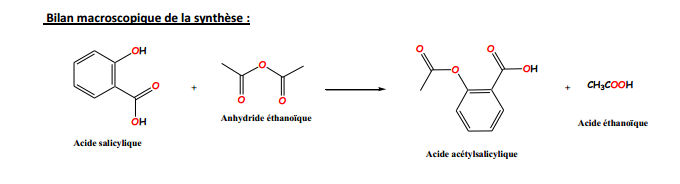 Bilan macroscopique de la synthèse :
OH
O
OH
Acide salicylique
+
O
O
O
Anhydride éthanoïque
O
O
O
OH
Acide acétylsalicylique
+
CH₃COOH
Acide éthanoïque